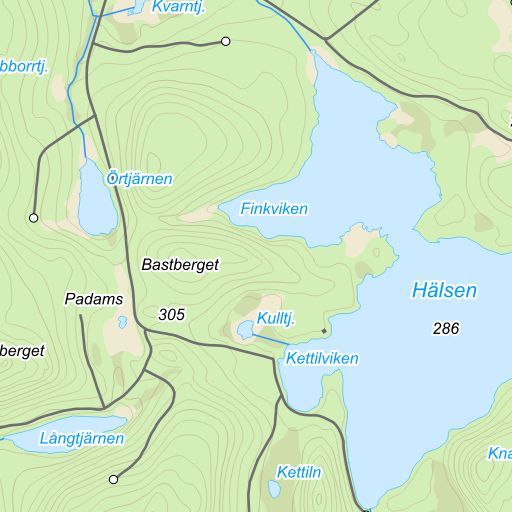 Kvarntj.
bborrtj.
Örtjärnen
Finkviken
Bastberget
Hälsen
Padams
305
Kulltj.
286
berget
Kettilviken
Långtjärnen
Kna
Kettiln